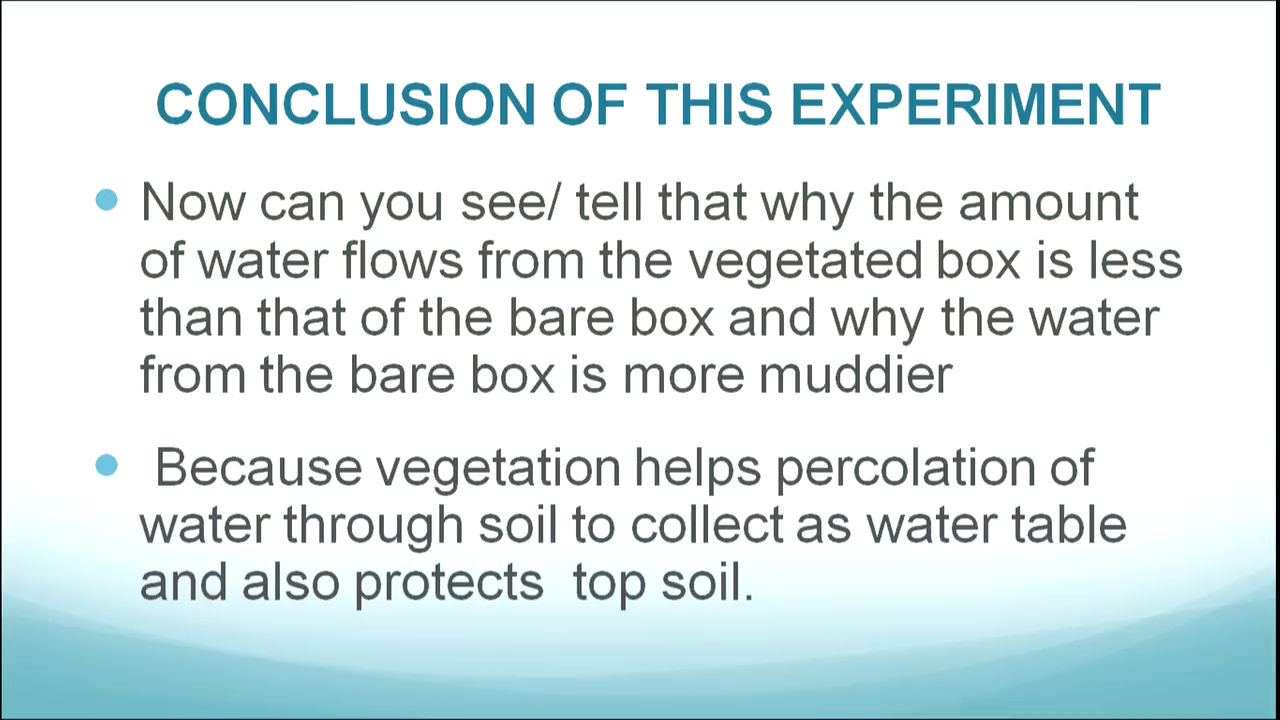 CONCLUSION OF THIS EXPERIMENT
Now can you see/ tell that why the amount
of water flows from the vegetated box is less
than that of the bare box and why the water
from the bare box is more muddier
Because vegetation helps percolation of
water through soil to collect as water table
and also protects  top soil.